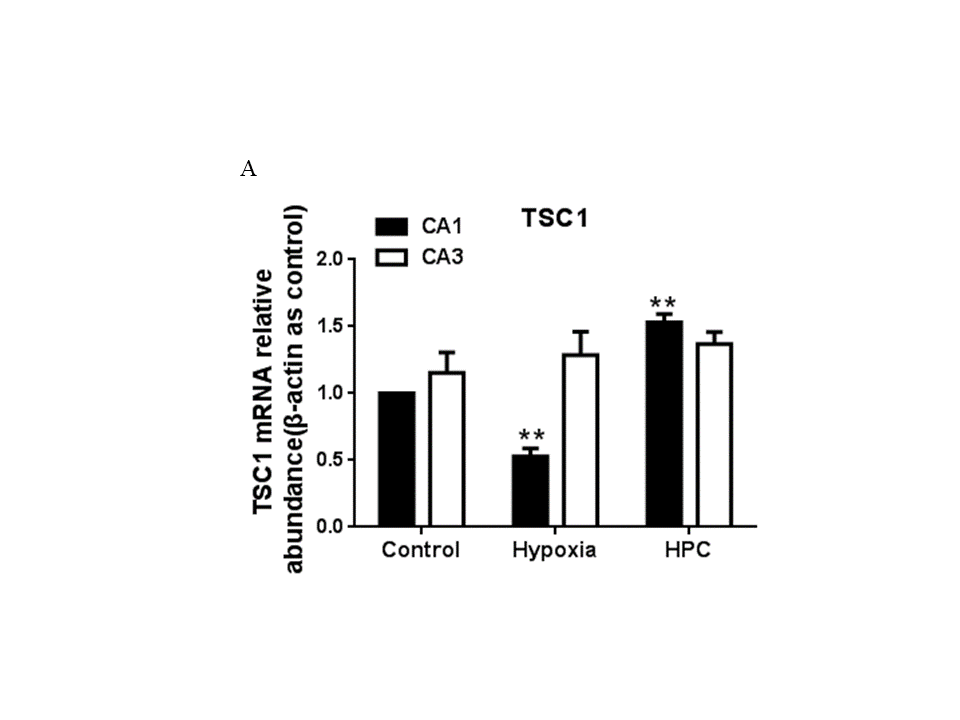 A
TSC1
CA1
CA3
TSC1 mRNA relative
abundance(β-actin as control)
2.0
1.5
1.0
0.5
0.0
**
**
Control
Hypoxia
HPC